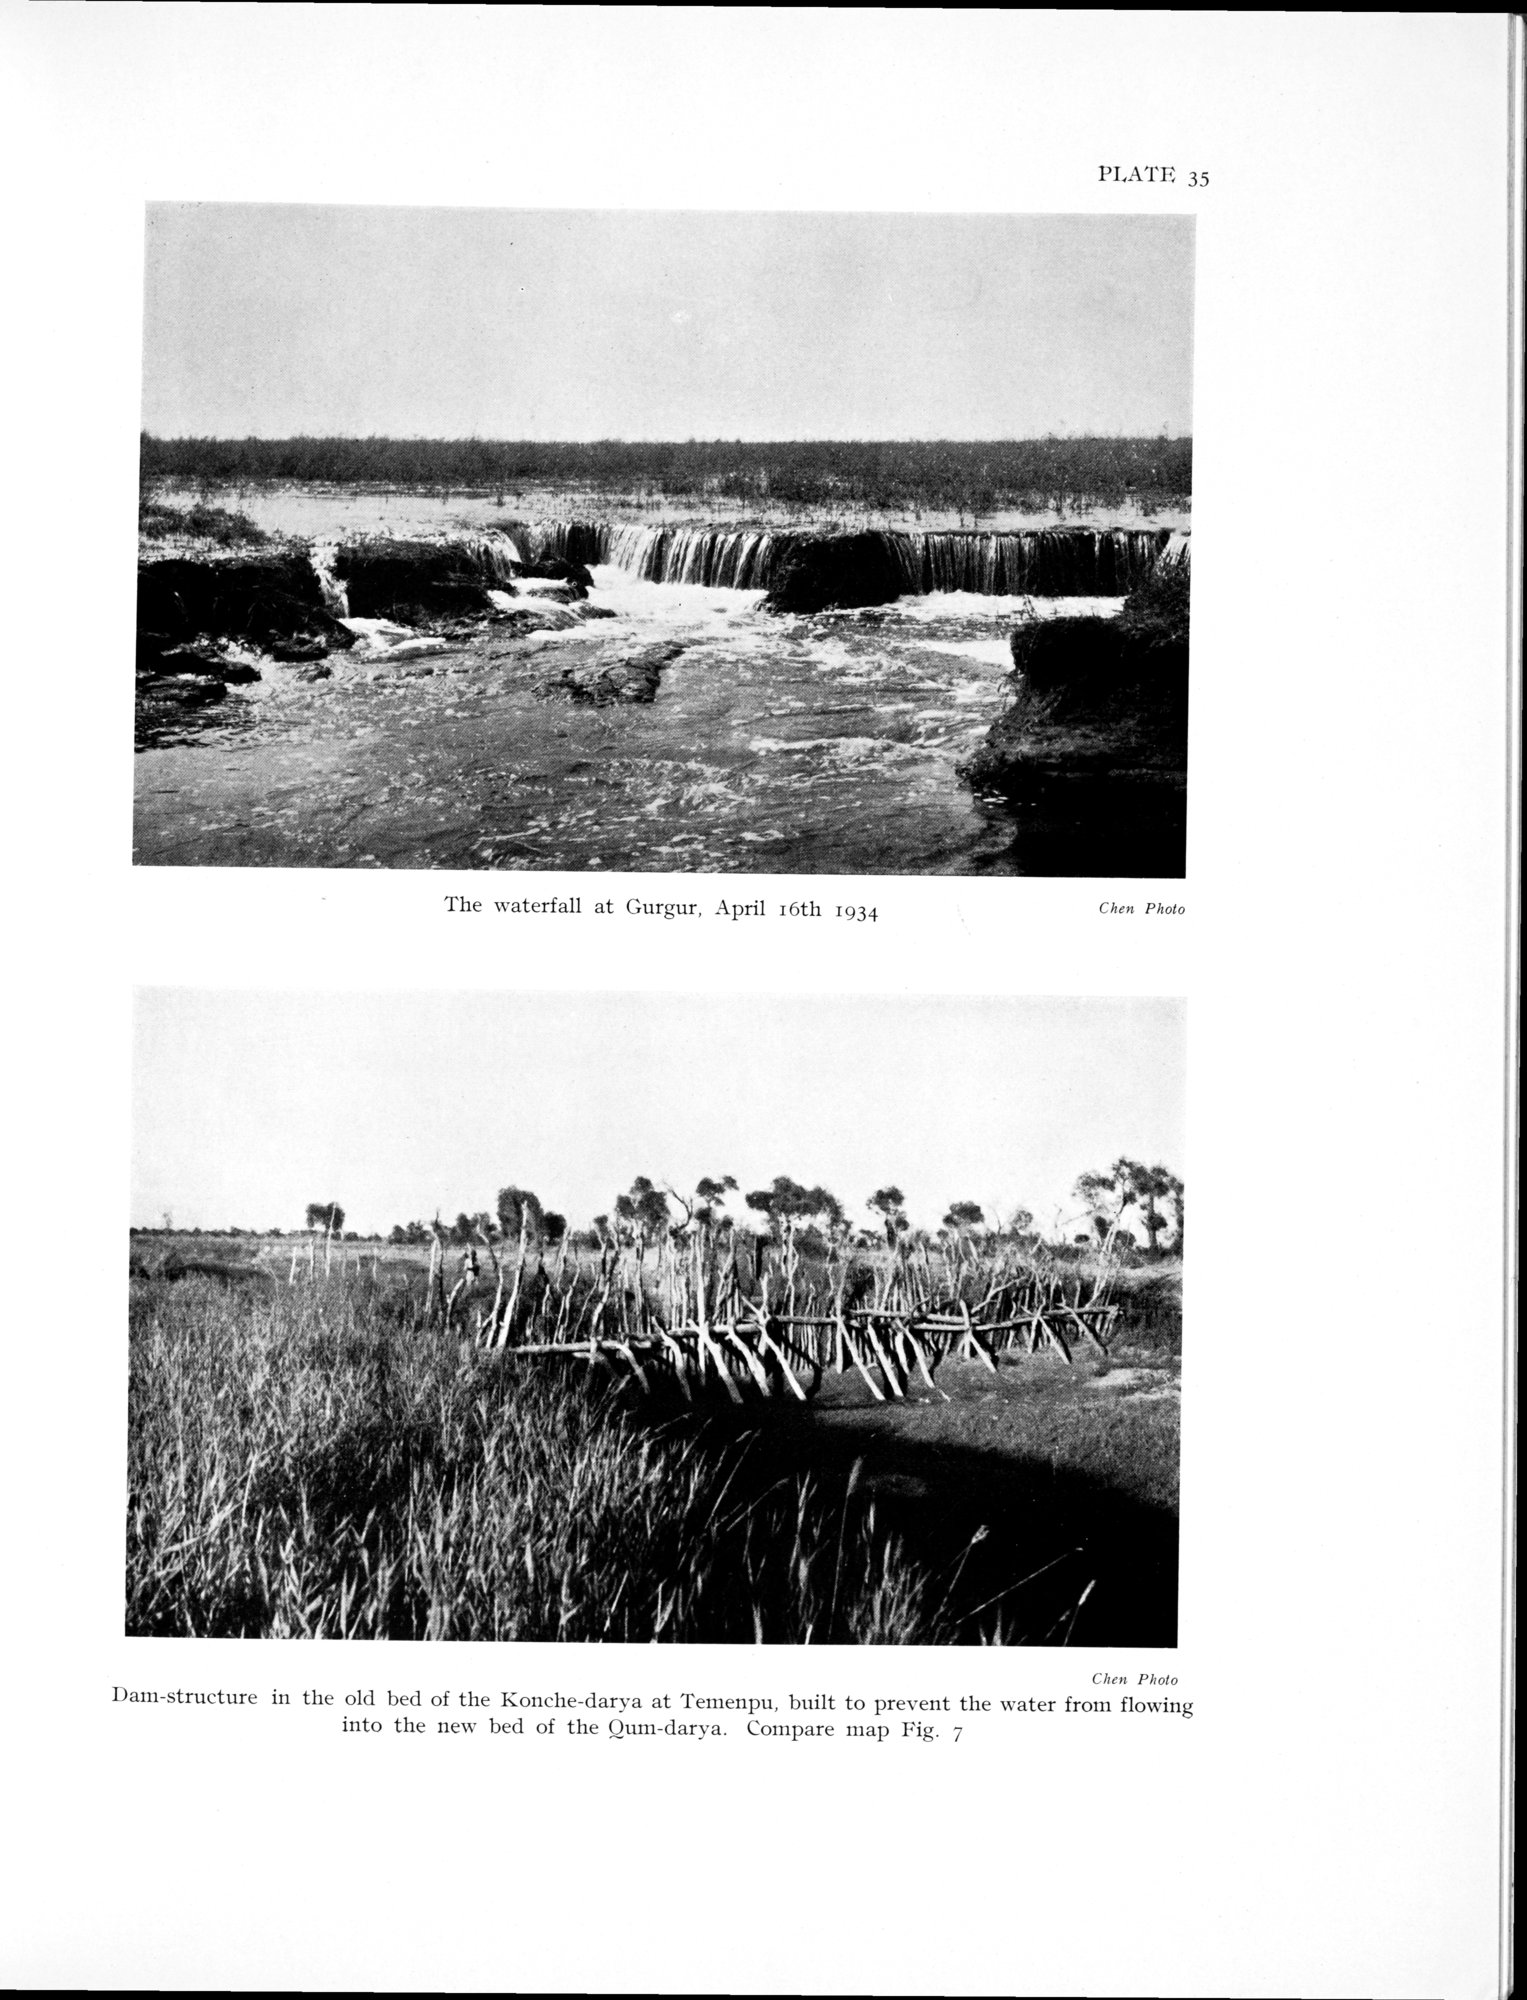 PLATE 35
The waterfall at Gurgur, April 16th 1934
Chen Photo
Chen Photo
Dam-structure in the old bed of the Konche-darya at Temenpu, built to prevent the water from flowing
into the new bed of the Qum-darya. Compare map Fig. 7